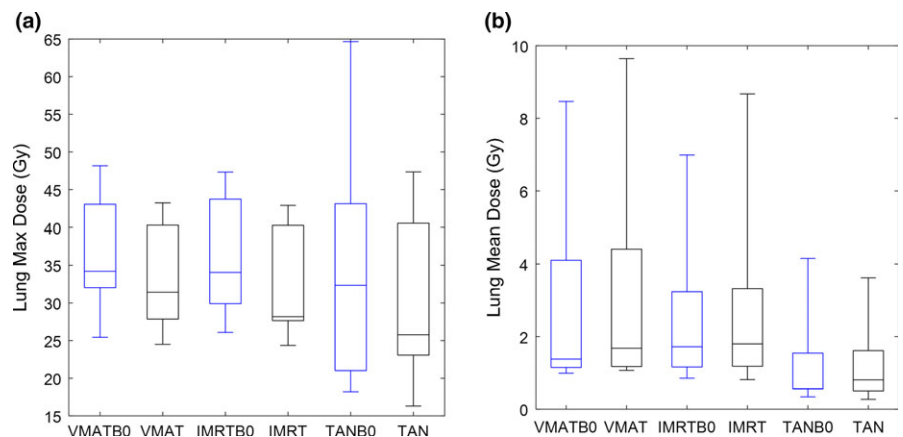 (a)
Lung Max Dose (Gy)
65
60
55
50
45
40
35
30
25
20
15
VMATB0 VMAT IMRTB0 IMRT TANB0 TAN
(b)
Lung Mean Dose (Gy)
10
8
6
4
2
0
VMATB0 VMAT IMRTB0 IMRT TANB0 TAN